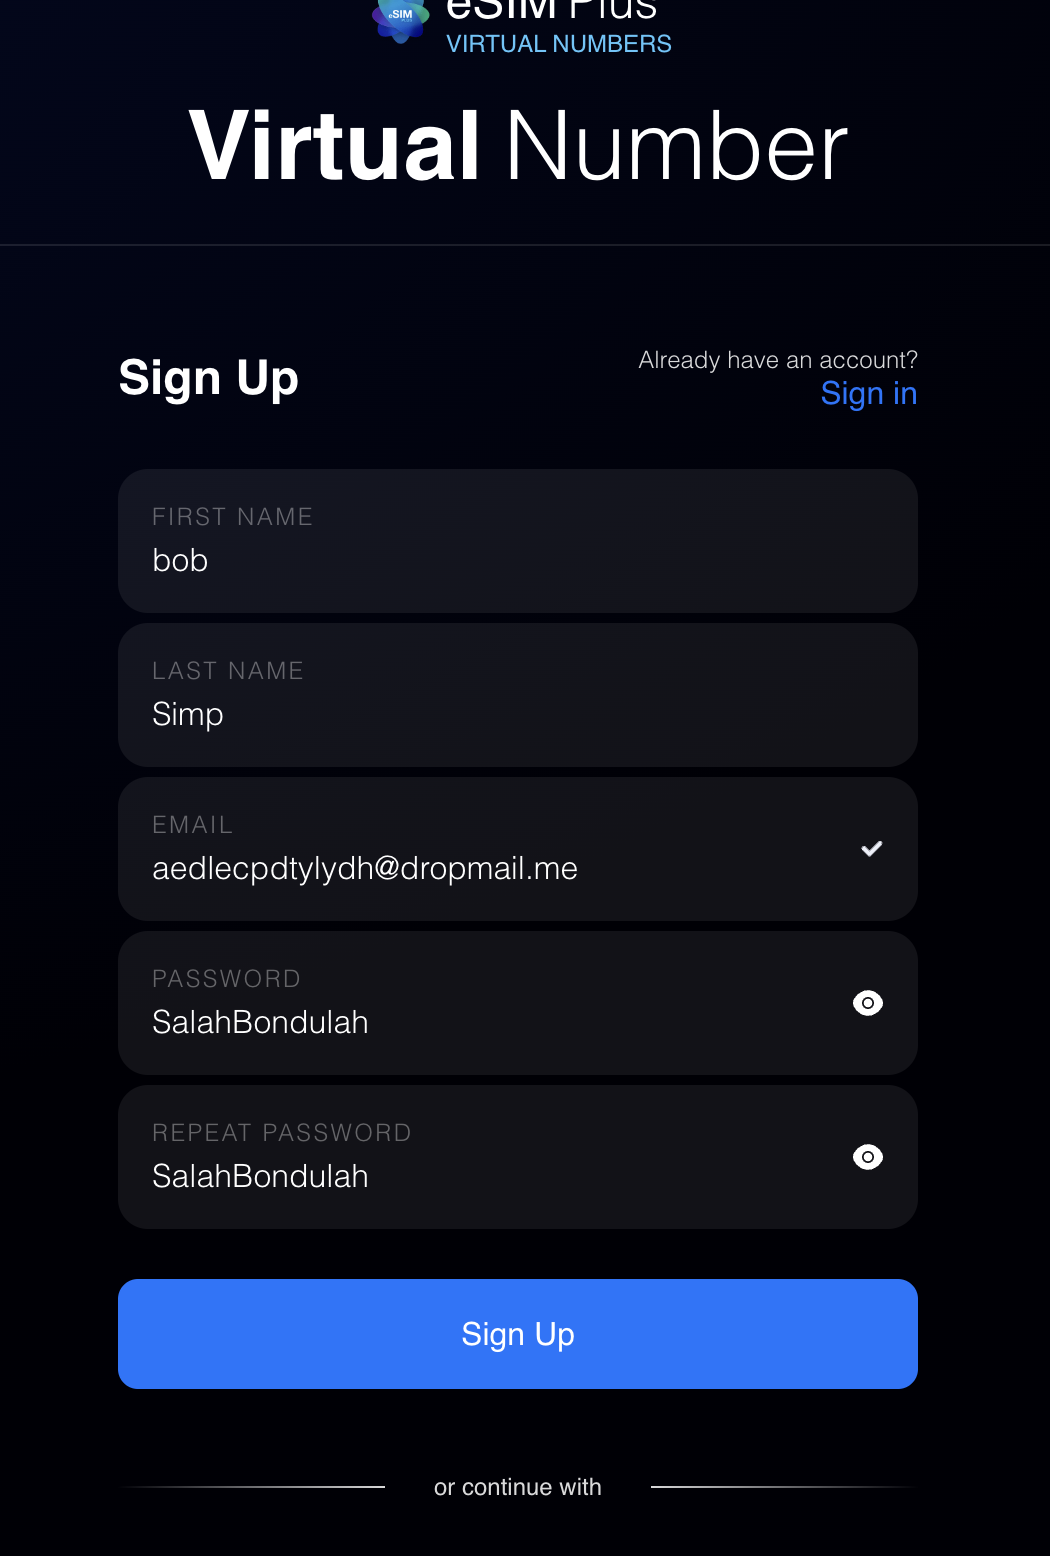 eSIM
PLUS
eSIM Plus
VIRTUAL NUMBERS
Virtual Number
Sign Up
Already have an account?
Sign in
FIRST NAME
bob
LAST NAME
Simp
EMAIL
aedlecpdtylydh@dropmail.me
PASSWORD
SalahBondulah
REPEAT PASSWORD
SalahBondulah
Sign Up
or continue with